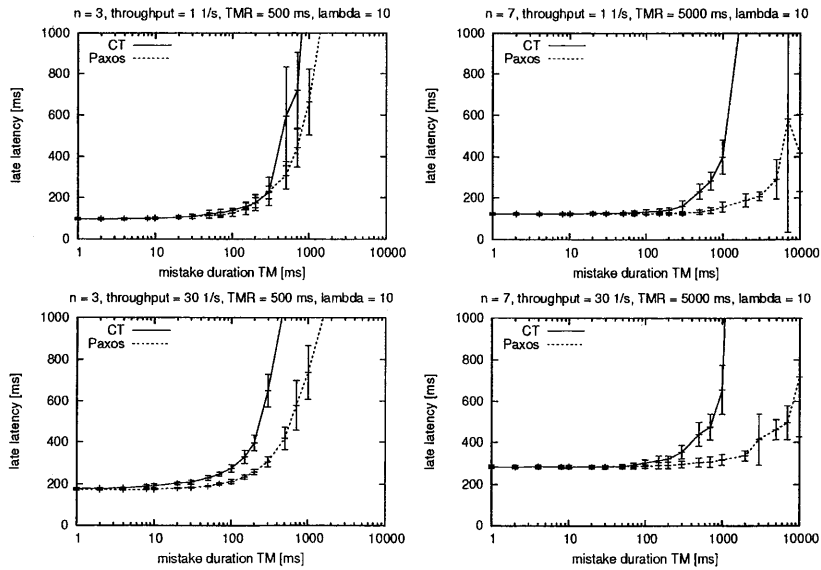 n = 3, throughput = 1 1/s, TMR = 500 ms, lambda = 10
1000
800
600
400
200
0
late latency [ms]
CT
Paxos
1 10 100 1000 10000
mistake duration TM [ms]
n = 7, throughput = 1 1/s, TMR = 5000 ms, lambda = 10
1000
800
600
400
200
0
late latency [ms]
CT
Paxos
1 10 100 1000 10000
mistake duration TM [ms]
n = 3, throughput = 30 1/s, TMR = 500 ms, lambda = 10
1000
800
600
400
200
0
late latency [ms]
CT
Paxos
1 10 100 1000 10000
mistake duration TM [ms]
n = 7, throughput = 30 1/s, TMR = 5000 ms, lambda = 10
1000
800
600
400
200
0
late latency [ms]
CT
Paxos
1 10 100 1000 10000
mistake duration TM [ms]